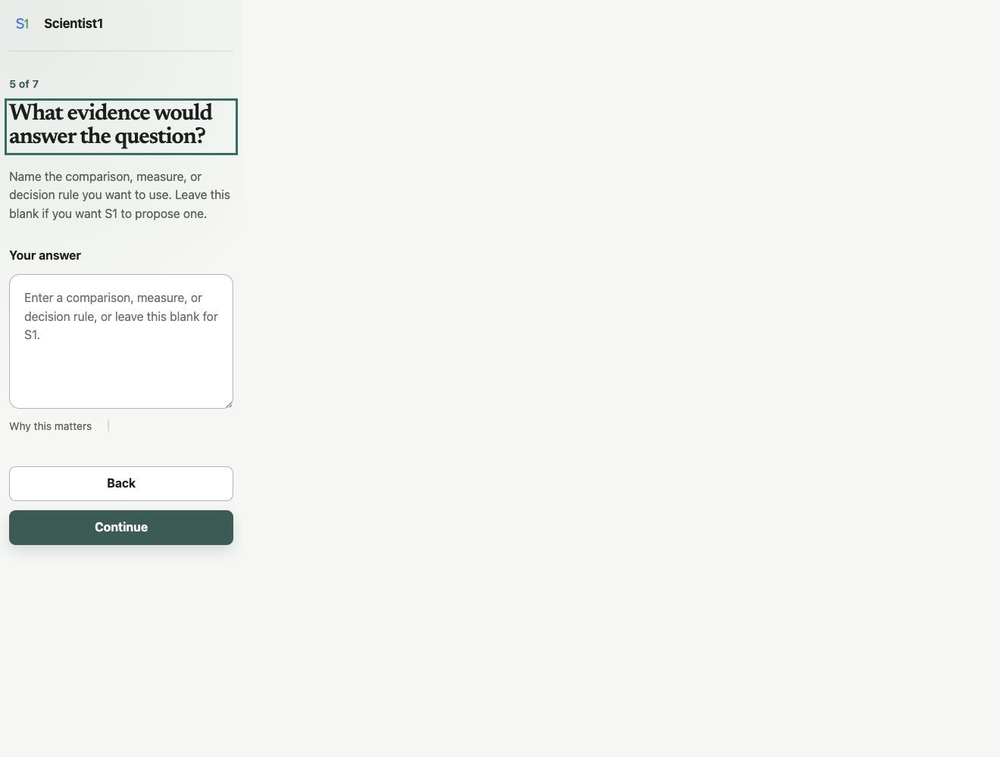 S1 Scientist1
5 of 7
What evidence would
answer the question?
Name the comparison, measure, or
decision rule you want to use. Leave this
blank if you want S1 to propose one.
Your answer
Enter a comparison, measure, or
decision rule, or leave this blank for
S1.
Why this matters
Back
Continue